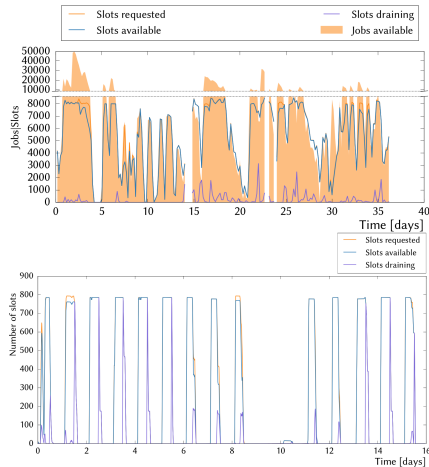 Slots requested
Slots draining
Slots available
Jobs available
50000
40000
30000
20000
10000
8000
7000
6000
5000
4000
3000
2000
1000
0
Jobs|Slots
0 5 10 15 20 25 30 35 40
Time [days]
Slots requested
Slots available
Slots draining
900
800
700
600
500
400
300
200
100
0
Number of slots
0 2 4 6 8 10 12 14 16
Time [days]